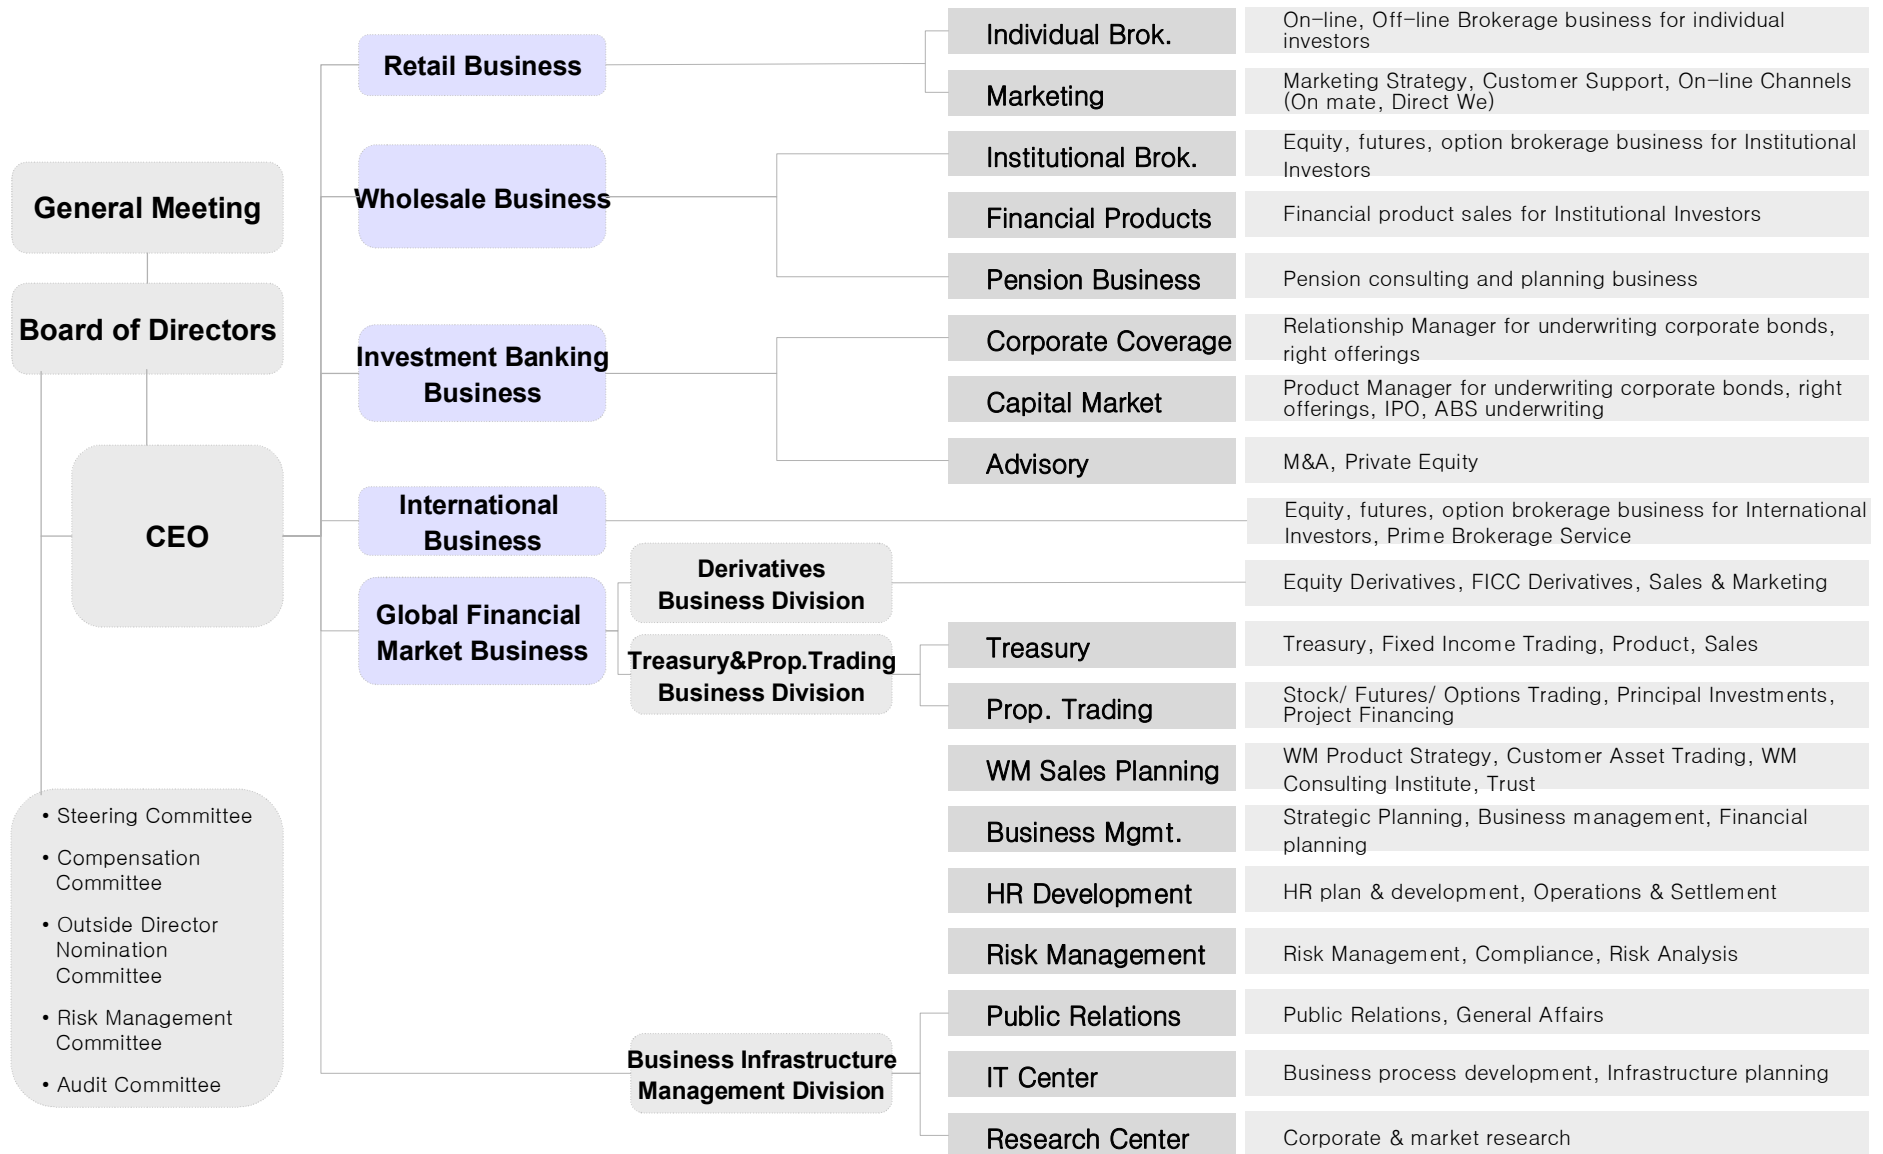 General Meeting
Board of Directors
CEO
• Steering Committee
• Compensation
Committee
• Outside Director
Nomination
Committee
• Risk Management
Committee
• Audit Committee
Retail Business
Individual Brok.
On-line, Off-line Brokerage business for individual
investors
Marketing
Marketing Strategy, Customer Support, On-line Channels
(On mate, Direct We)
Wholesale Business
Institutional Brok.
Equity, futures, option brokerage business for Institutional
Investors
Financial Products
Financial product sales for Institutional Investors
Pension Business
Pension consulting and planning business
Investment Banking
Business
Corporate Coverage
Relationship Manager for underwriting corporate bonds,
right offerings
Capital Market
Product Manager for underwriting corporate bonds, right
offerings, IPO, ABS underwriting
Advisory
M&A, Private Equity
International
Business
Equity, futures, option brokerage business for International
Investors, Prime Brokerage Service
Global Financial
Market Business
Derivatives
Business Division
Equity Derivatives, FICC Derivatives, Sales & Marketing
Treasury&Prop.Trading
Business Division
Treasury
Treasury, Fixed Income Trading, Product, Sales
Prop. Trading
Stock/ Futures/ Options Trading, Principal Investments,
Project Financing
WM Sales Planning
WM Product Strategy, Customer Asset Trading, WM
Consulting Institute, Trust
Business Mgmt.
Strategic Planning, Business management, Financial
planning
HR Development
HR plan & development, Operations & Settlement
Risk Management
Risk Management, Compliance, Risk Analysis
Business Infrastructure
Management Division
Public Relations
Public Relations, General Affairs
IT Center
Business process development, Infrastructure planning
Research Center
Corporate & market research